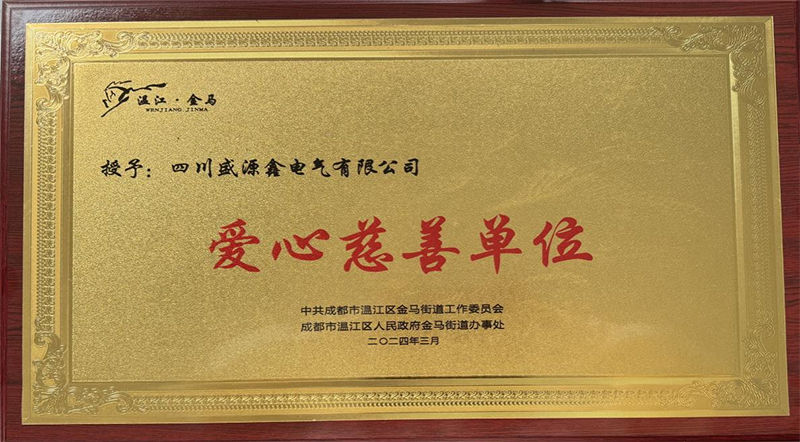 温江·金马
WENJIANG JINMA
授予：四川盛源鑫电气有限公司
爱心慈善单位
中共成都市温江区金马街道工作委员会
成都市温江区人民政府金马街道办事处
二〇二四年三月